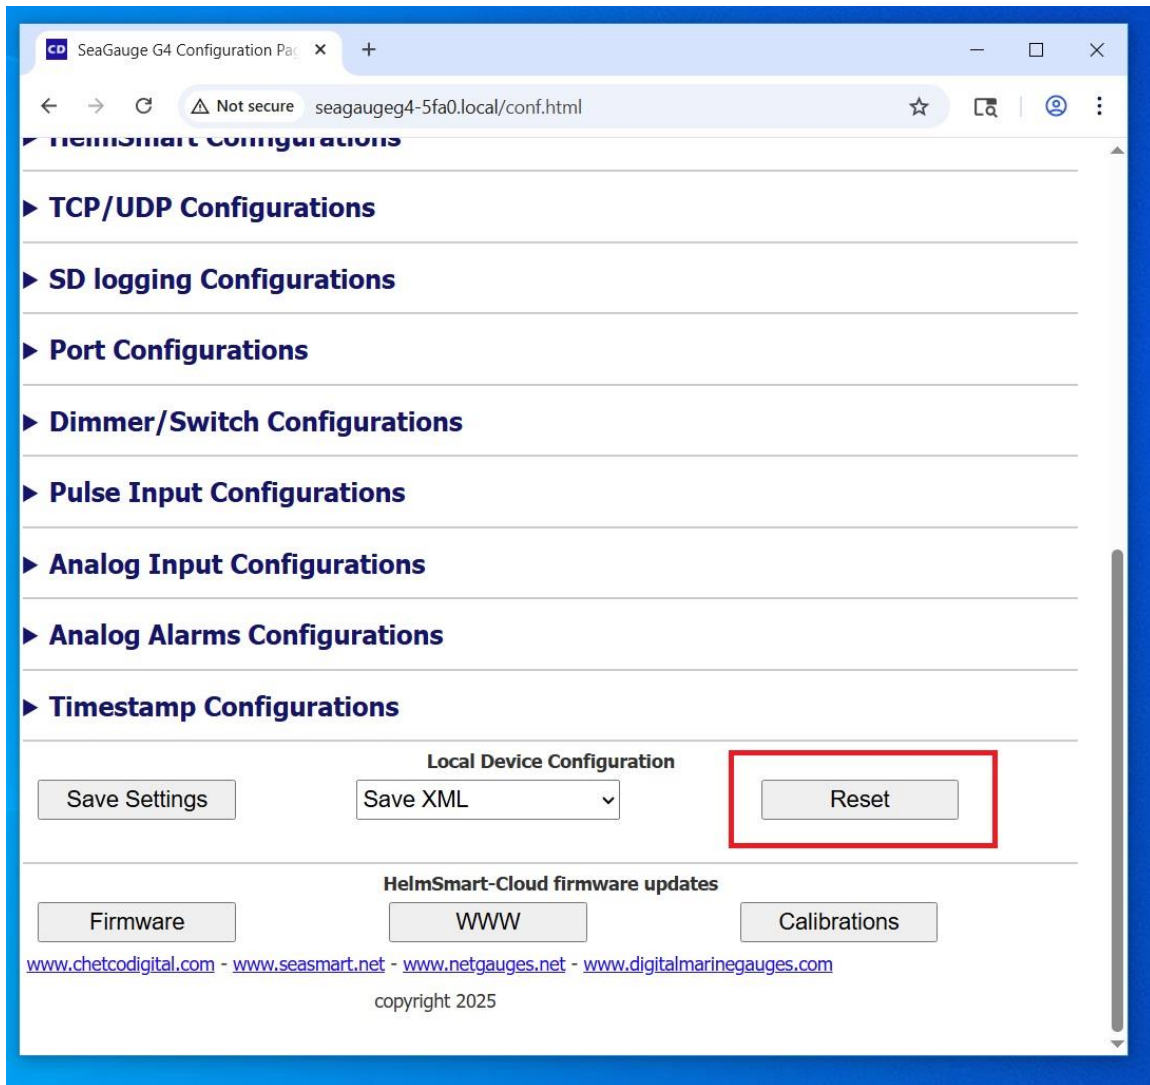 SeaGauge G4 Configuration Pag
Not secure seagaugeg4-5fa0.local/conf.html
HelmSmart Configurations
TCP/UDP Configurations
SD logging Configurations
Port Configurations
Dimmer/Switch Configurations
Pulse Input Configurations
Analog Input Configurations
Analog Alarms Configurations
Timestamp Configurations
Local Device Configuration
Save Settings Save XML Reset
HelmSmart-Cloud firmware updates
Firmware WWW Calibrations
www.chetcodigital.com - www.seasmart.net - www.netgauges.net - www.digitalmarinegauges.com
copyright 2025